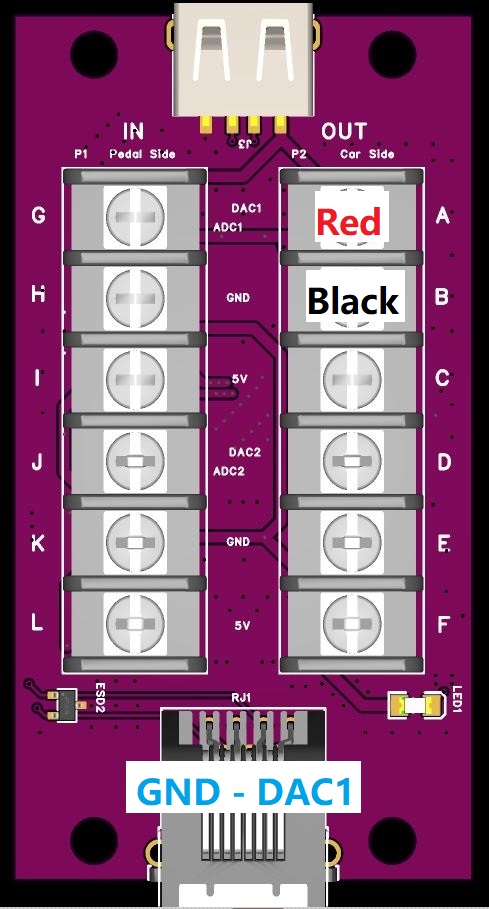 J3
IN
OUT
P1 Pedal Side
P2 Car Side
G
DAC1
Red
A
ADC1
H
GND
Black
B
I
5V
C
J
DAC2
D
ADC2
K
GND
E
L
5V
F
ESD2
RJ1
LED1
GND - DAC1